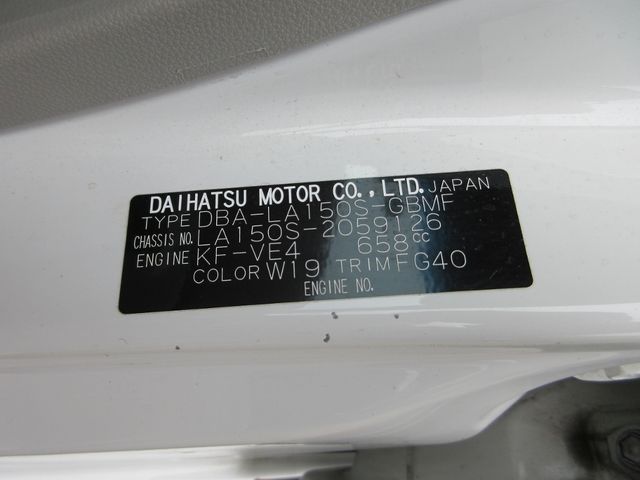 DAIHATSU MOTOR CO., LTD. JAPAN
TYPE DBA-LA150S-GBMF
CHASSIS NO. LA150S-2059126
ENGINE KF-VE4 658cc
COLOR W19 TRIM FG40
ENGINE NO.